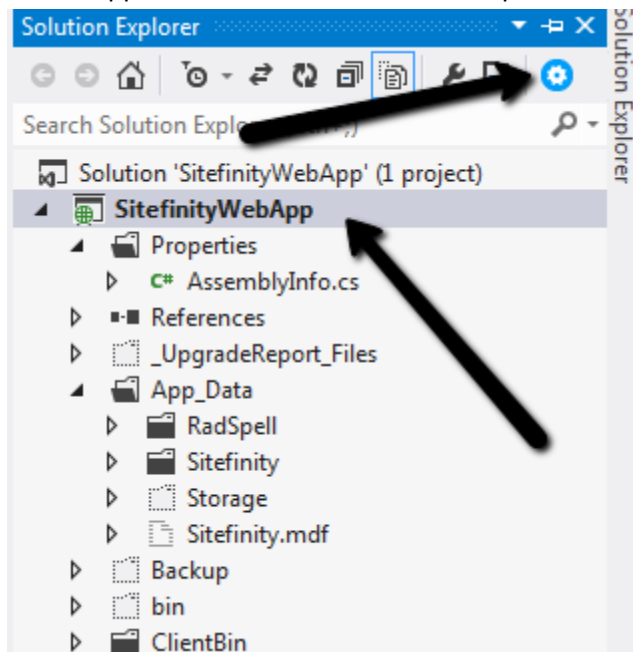 Solution Explorer
Search Solution Explo
Solution 'SitefinityWebApp' (1 project)
SitefinityWebApp
Properties
C# AssemblyInfo.cs
References
_UpgradeReport_Files
App_Data
RadSpell
Sitefinity
Storage
Sitefinity.mdf
Backup
bin
ClientBin
Solution Explorer